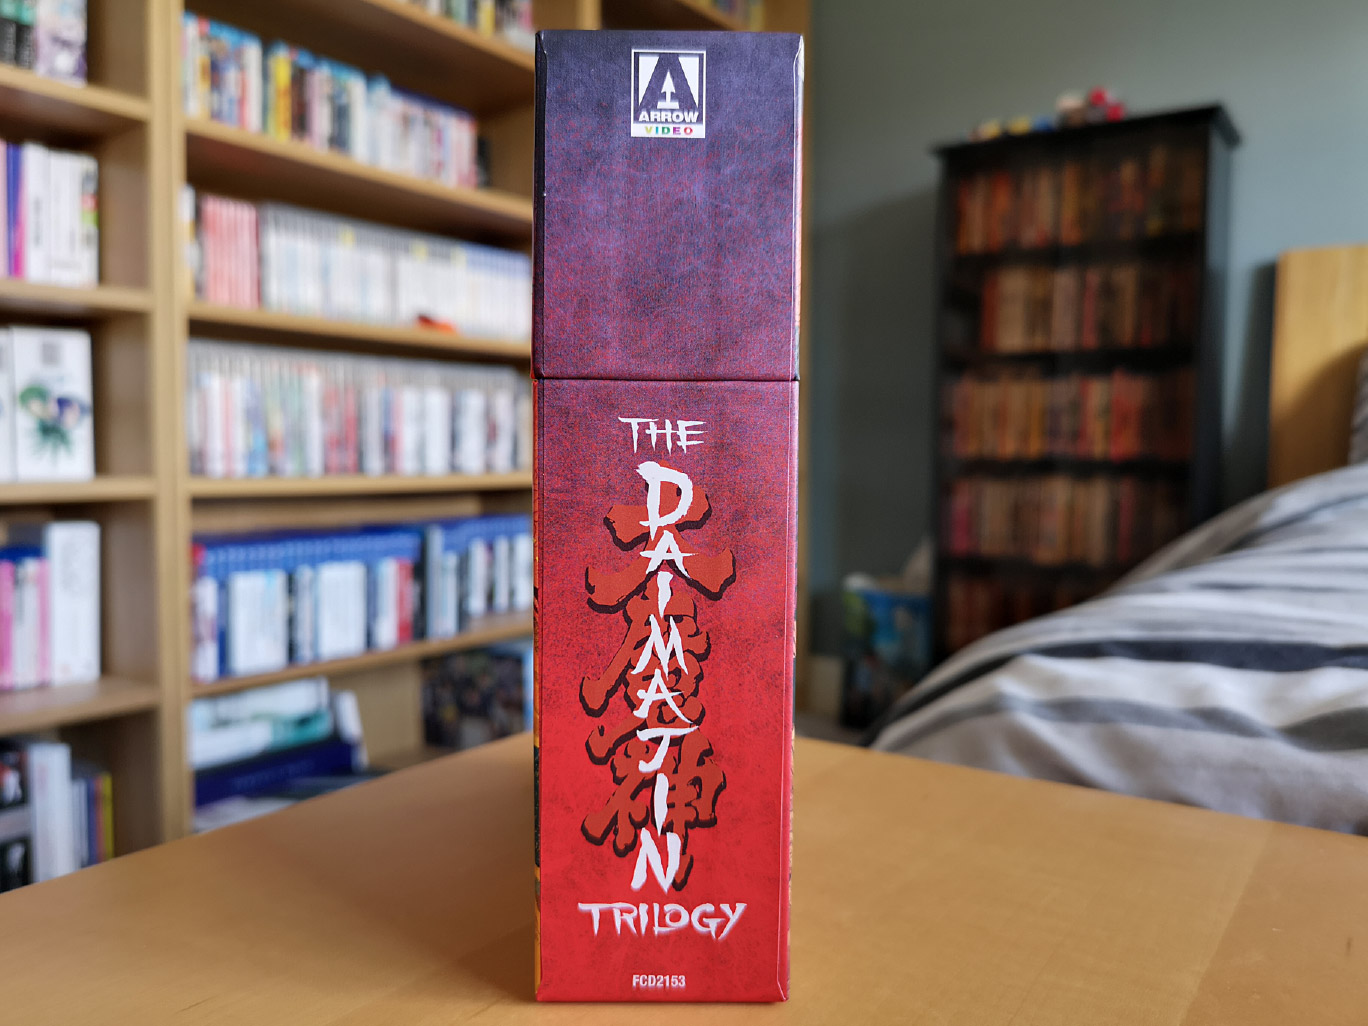 ARROW
VIDEO
THE
DAIMAJIN
大魔神
TRILOGY
FCD2153